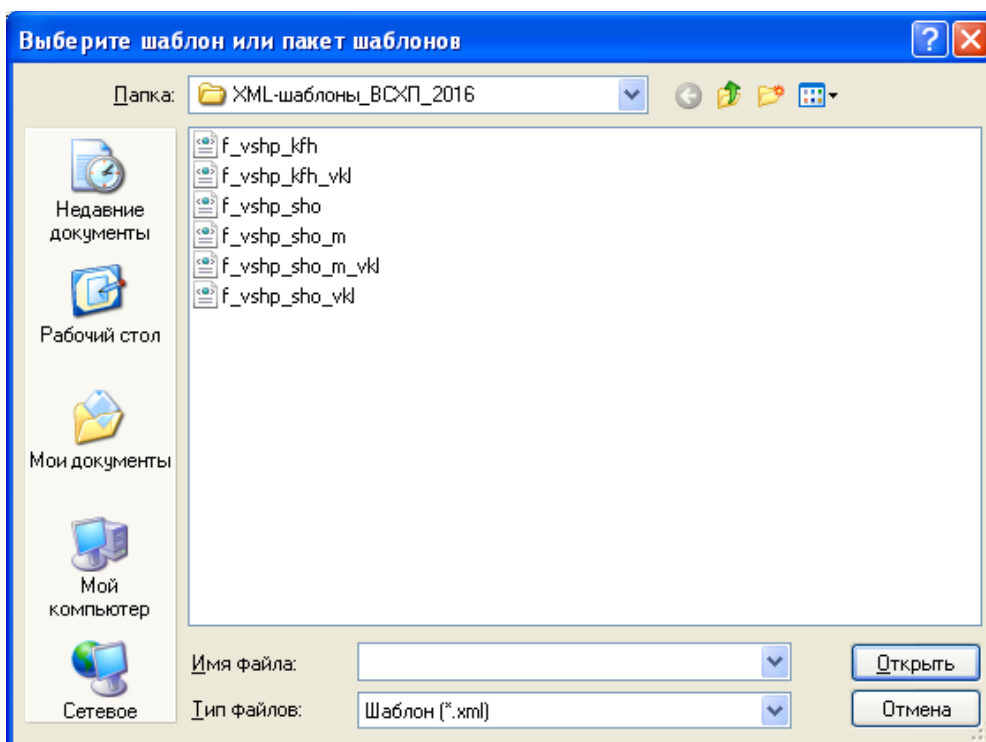 Выберите шаблон или пакет шаблонов
Папка:
XML-шаблоны_ВСХП_2016
f_vshp_kfh
f_vshp_kfh_vkl
f_vshp_sho
f_vshp_sho_m
f_vshp_sho_m_vkl
f_vshp_sho_vkl
Недавние
документы
Рабочий стол
Мои документы
Мой
компьютер
Сетевое
Имя файла:
Открыть
Тип файлов:
Шаблон (*.xml)
Отмена